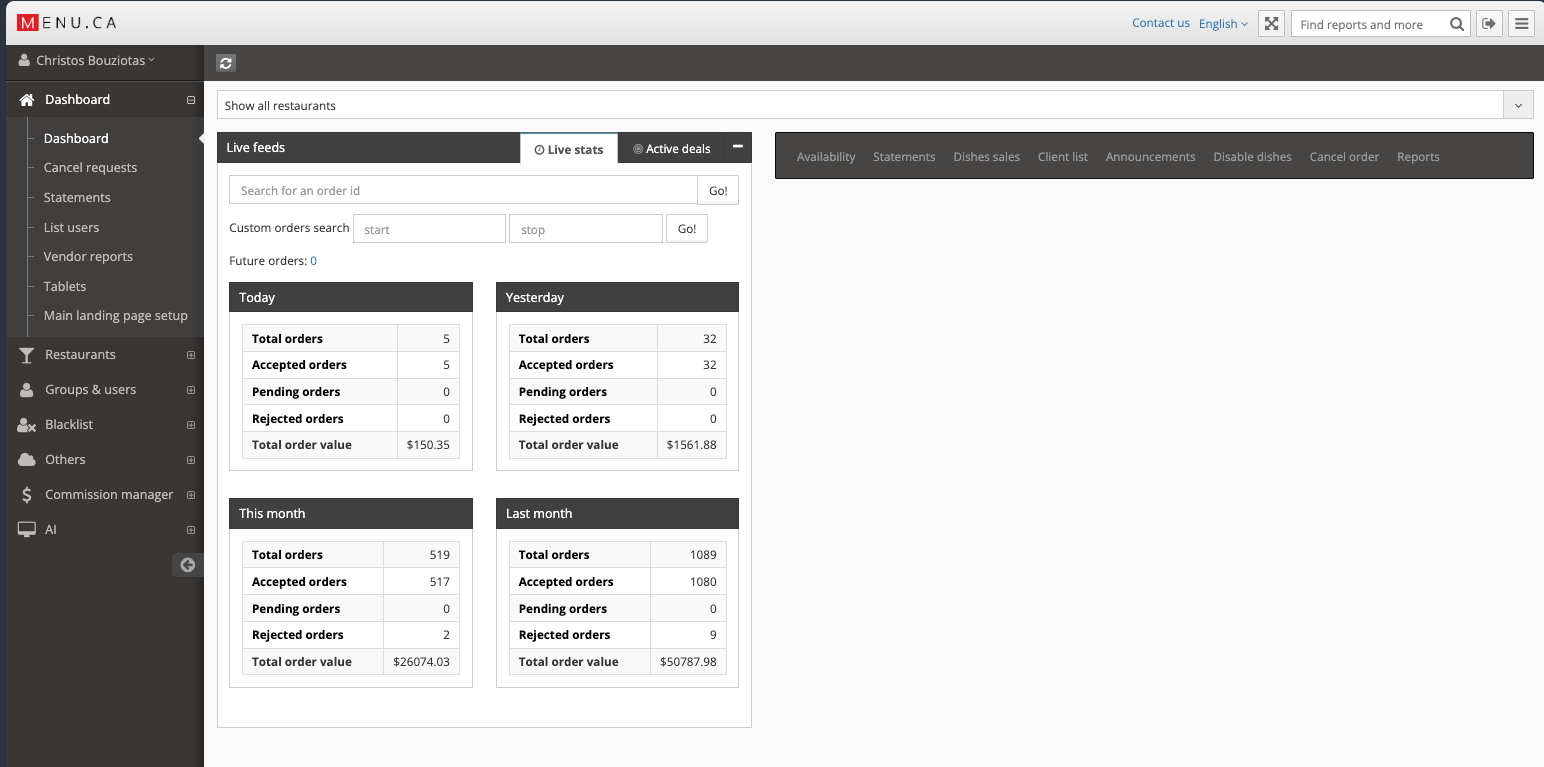 MENU.CA
Contact us English Find reports and more
Christos Bouziotas
Dashboard
Dashboard
Cancel requests
Statements
List users
Vendor reports
Tablets
Main landing page setup
Restaurants
Groups & users
Blacklist
Others
Commission manager
AI
Show all restaurants
Live feeds Live stats Active deals
Search for an order id Go!
Custom orders search start stop Go!
Future orders: 0
Today
Total orders 5
Accepted orders 5
Pending orders 0
Rejected orders 0
Total order value $150.35
Yesterday
Total orders 32
Accepted orders 32
Pending orders 0
Rejected orders 0
Total order value $1561.88
This month
Total orders 519
Accepted orders 517
Pending orders 0
Rejected orders 2
Total order value $26074.03
Last month
Total orders 1089
Accepted orders 1080
Pending orders 0
Rejected orders 9
Total order value $50787.98
Availability Statements Dishes sales Client list Announcements Disable dishes Cancel order Reports